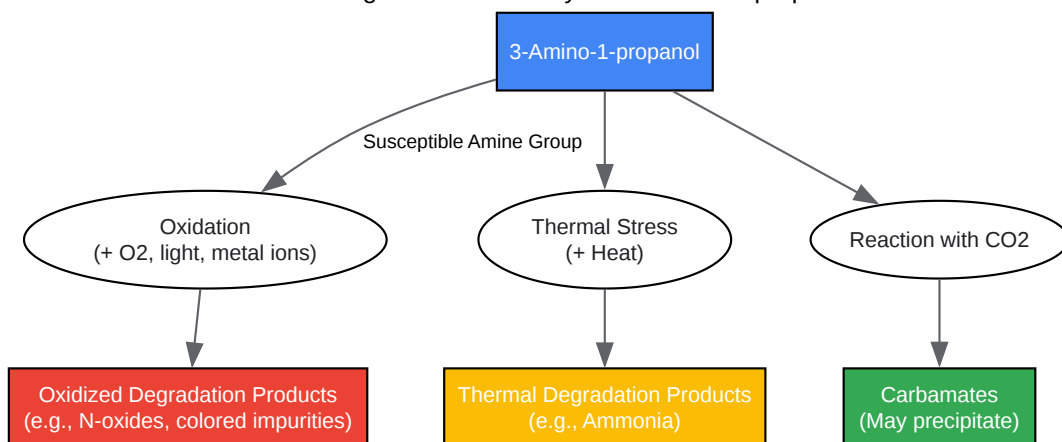 3-Amino-1-propanol
Susceptible Amine Group
Oxidation
(+ O2, light, metal ions)
Thermal Stress
(+ Heat)
Reaction with CO2
Oxidized Degradation Products
(e.g., N-oxides, colored impurities)
Thermal Degradation Products
(e.g., Ammonia)
Carbamates
(May precipitate)